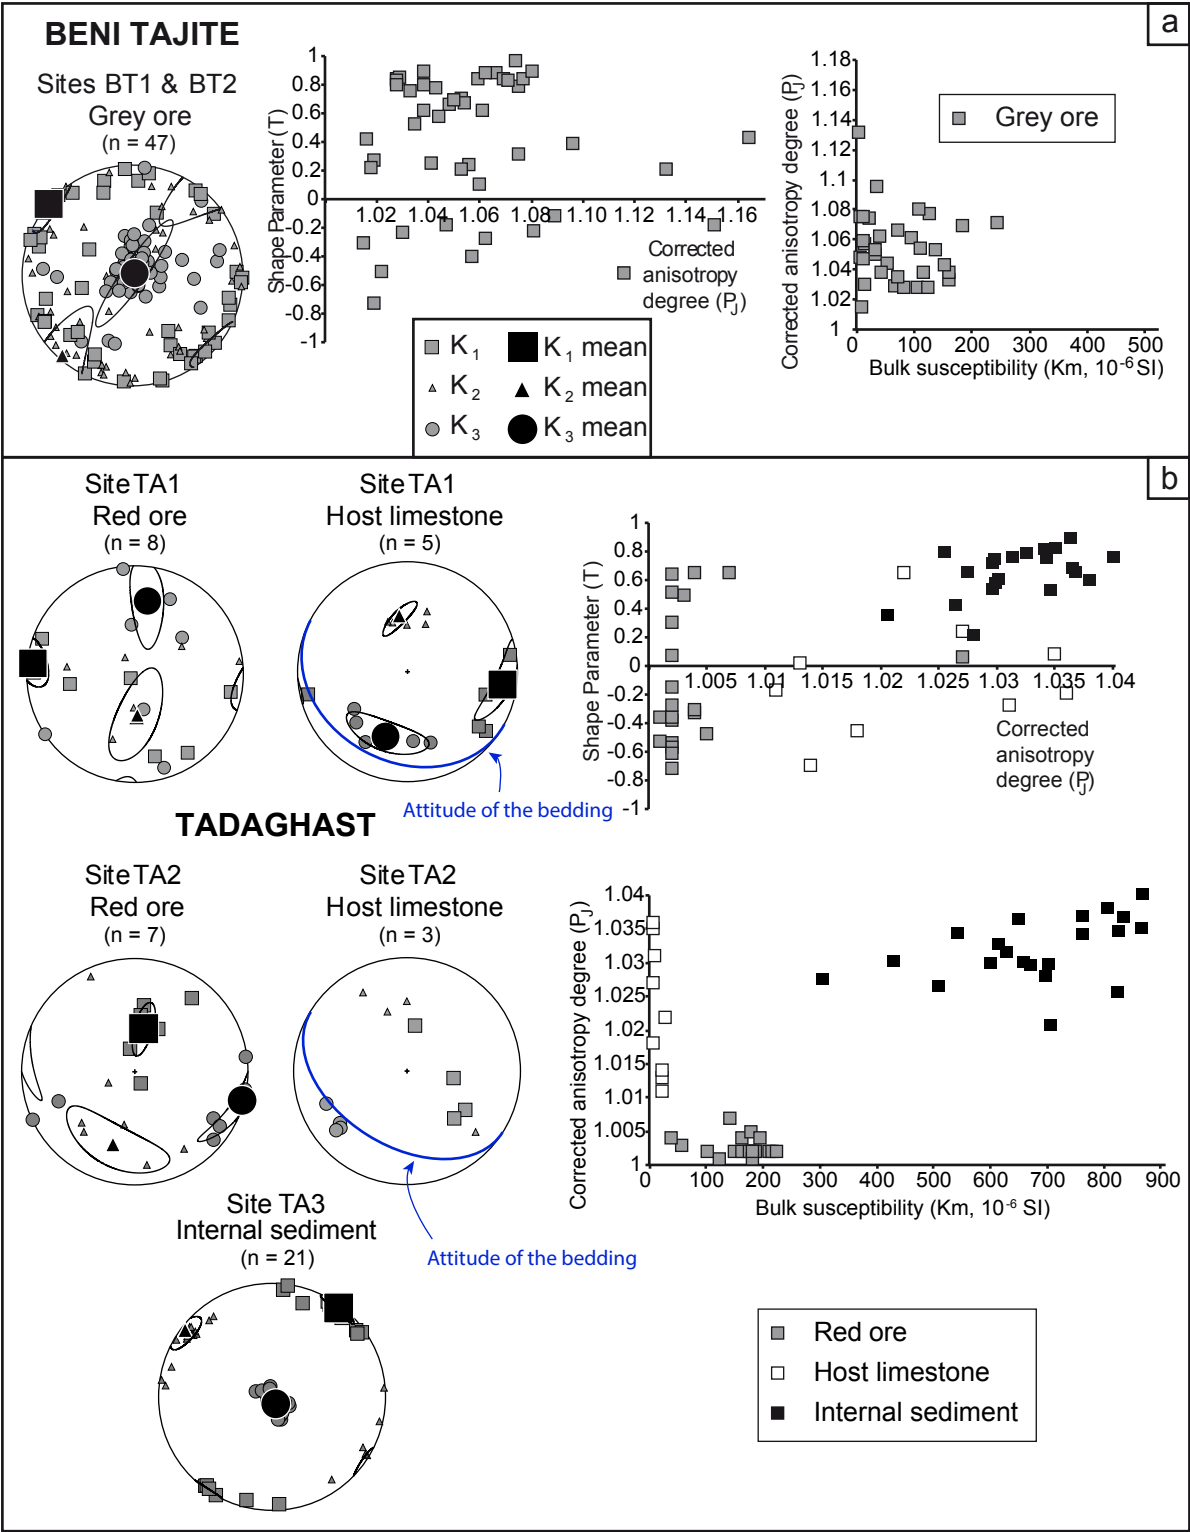 a
BENI TAJITE
Sites BT1 & BT2
Grey ore
(n = 47)
Shape Parameter (T)
1
0.8
0.6
0.4
0.2
0
-0.2
-0.4
-0.6
-0.8
-1
1.02 1.04 1.06 1.08 1.10 1.12 1.14 1.16
Corrected
anisotropy
degree (PJ)
Corrected anisotropy degree (PJ)
1.18
1.16
1.14
1.12
1.1
1.08
1.06
1.04
1.02
1
0 100 200 300 400 500
Bulk susceptibility (Km, 10-6 SI)
Grey ore
K1 K1 mean
K2 K2 mean
K3 K3 mean
b
Site TA1
Red ore
(n = 8)
Site TA1
Host limestone
(n = 5)
Attitude of the bedding
Shape Parameter (T)
1
0.8
0.6
0.4
0.2
0
-0.2
-0.4
-0.6
-0.8
-1
1.005 1.01 1.015 1.02 1.025 1.03 1.035 1.04
Corrected
anisotropy
degree (PJ)
TADAGHAST
Site TA2
Red ore
(n = 7)
Site TA2
Host limestone
(n = 3)
Attitude of the bedding
Corrected anisotropy degree (PJ)
1.04
1.035
1.03
1.025
1.02
1.015
1.01
1.005
1
0 100 200 300 400 500 600 700 800 900
Bulk susceptibility (Km, 10-6 SI)
Site TA3
Internal sediment
(n = 21)
Red ore
Host limestone
Internal sediment